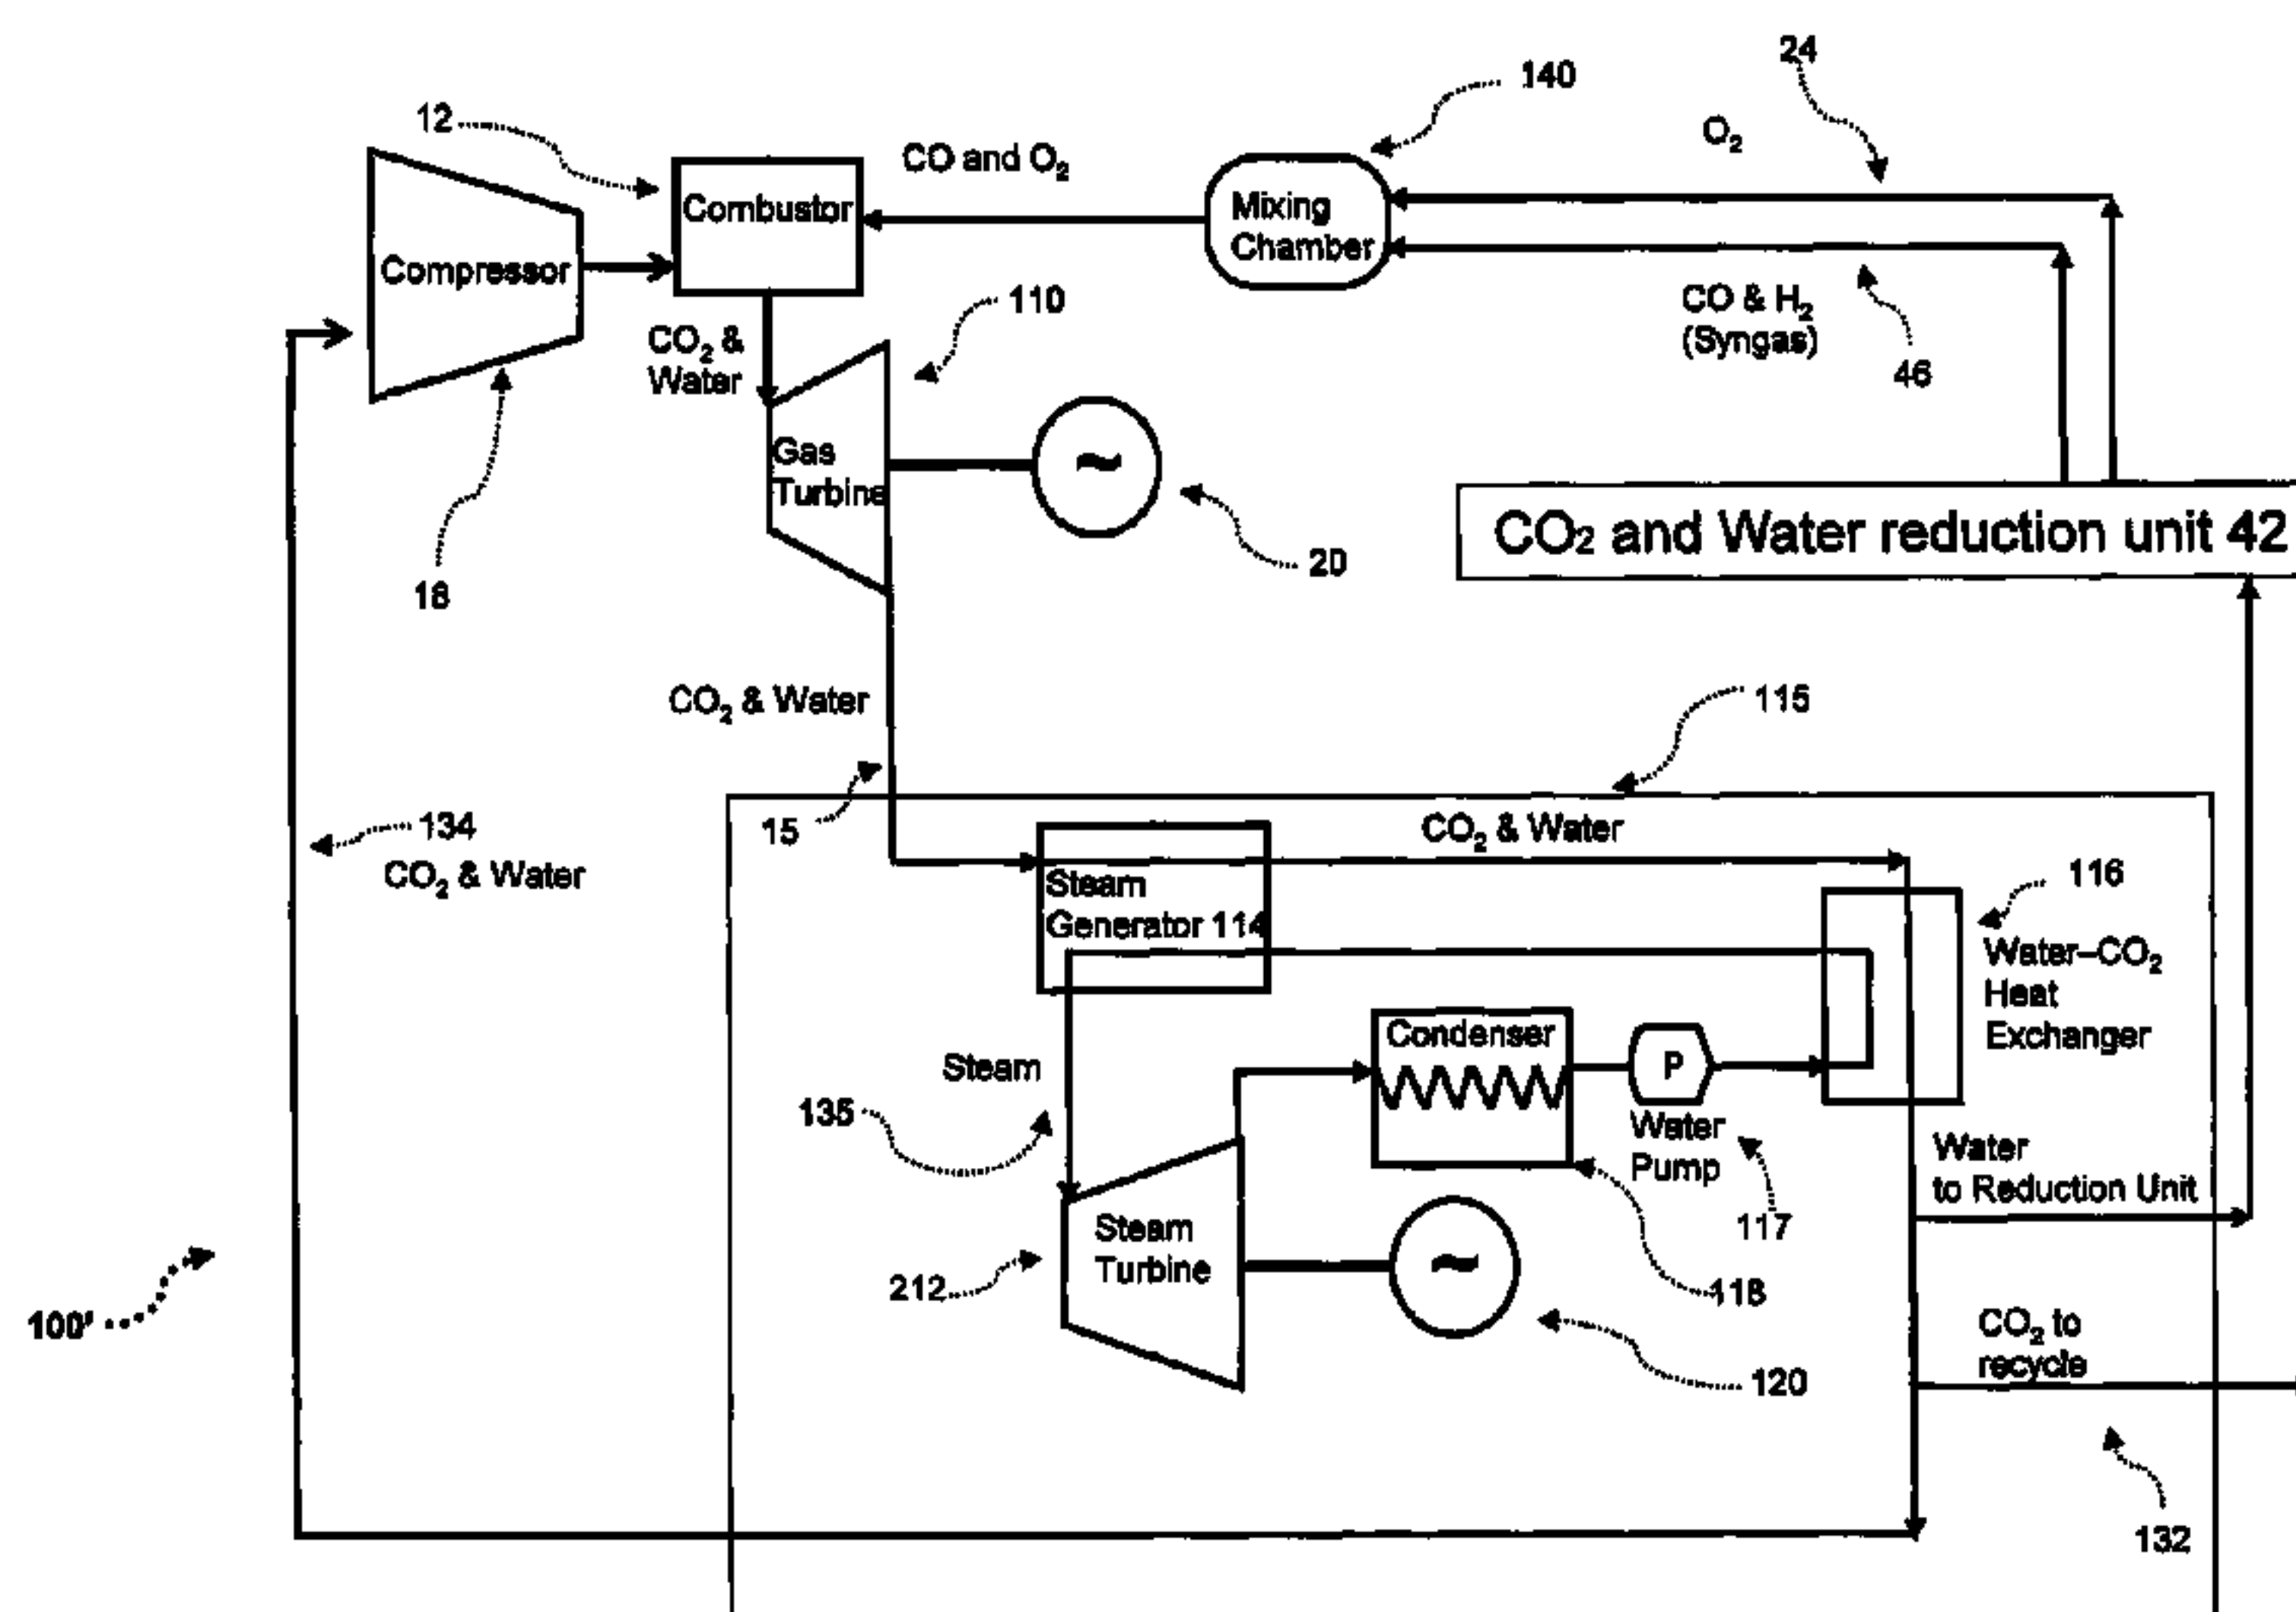 24
140
12
O₂
CO and O₂
Combustor
Mixing
Chamber
Compressor
110
CO & H₂
(Syngas)
CO₂ &
Water
46
Gas
Turbine
CO₂ and Water reduction unit 42
20
18
CO₂ & Water
115
15
134
CO₂ & Water
CO₂ & Water
Steam
Generator 114
116
Water–CO₂
Heat
Exchanger
Condenser
Steam
P
135
Water
Pump
Water
to Reduction Unit
117
Steam
Turbine
212
118
100'
CO₂ to
recycle
120
132